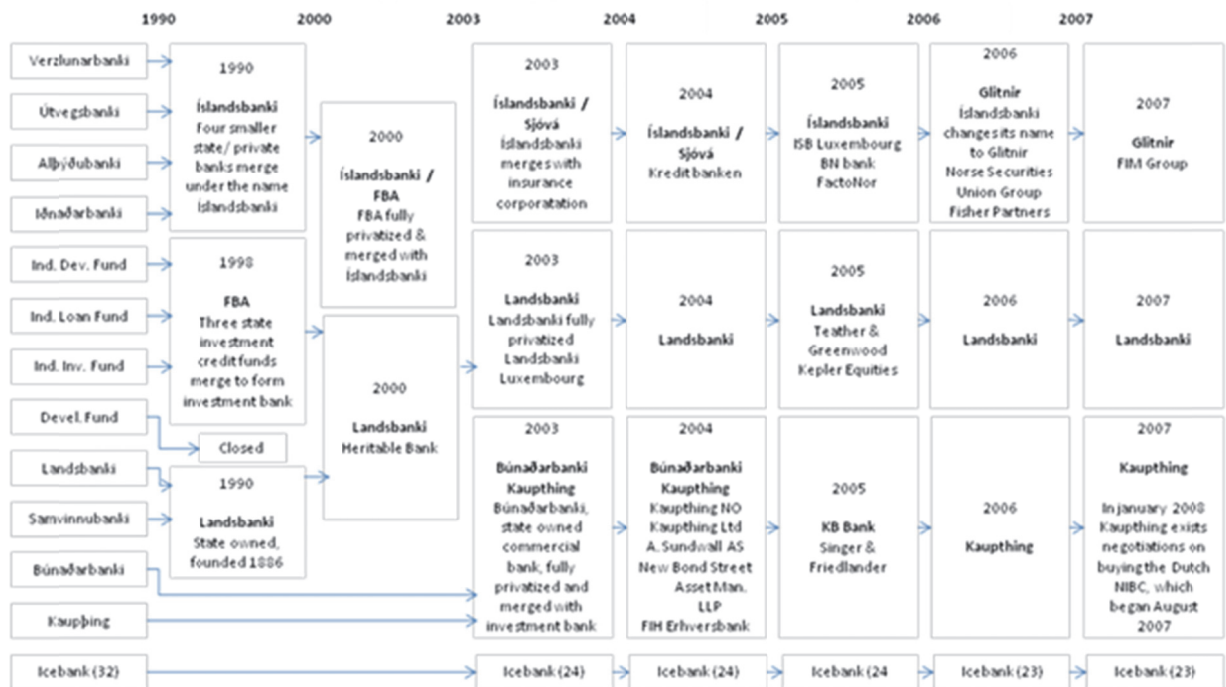 1990 2000 2003 2004 2005 2006 2007
Verzlunarbanki
Útvegsbanki
Alþýðubanki
Iðnaðarbanki
Ind. Dev. Fund
Ind. Loan Fund
Ind. Inv. Fund
Devel. Fund
Landsbanki
Samvinnubanki
Búnaðarbanki
Kaupþing
Icebank (32)
1990
Íslandsbanki
Four smaller
state/ private
banks merge
under the name
Íslandsbanki
1998
FBA
Three state
investment
credit funds
merge to form
investment bank
Closed
1990
Landsbanki
State owned,
founded 1886
2000
Íslandsbanki /
FBA
FBA fully
privatized &
merged with
Íslandsbanki
2000
Landsbanki
Heritable Bank
2003
Íslandsbanki /
Sjóvá
Íslandsbanki
merges with
insurance
corporatation
2003
Landsbanki
Landsbanki fully
privatized
Landsbanki
Luxembourg
2003
Búnaðarbanki
Kaupthing
Búnaðarbanki,
state owned
commercial
bank, fully
privatized and
merged with
investment bank
Icebank (24)
2004
Íslandsbanki /
Sjóvá
Kreditbanken
2004
Landsbanki
2004
Búnaðarbanki
Kaupthing
Kaupthing NO
Kaupthing Ltd
A. Sundwall AS
New Bond Street
Asset Man.
LLP
FIH Erhversbank
Icebank (24)
2005
Íslandsbanki
ISB Luxembourg
BN bank
FactoNor
2005
Landsbanki
Teather &
Greenwood
Kepler Equities
2005
KB Bank
Singer &
Friedlander
Icebank (24
2006
Glitnir
Íslandsbanki
changes its name
to Glitnir
Norse Securities
Union Group
Fisher Partners
2006
Landsbanki
2006
Kaupthing
Icebank (23)
2007
Glitnir
FIM Group
2007
Landsbanki
2007
Kaupthing
In january 2008
Kaupthing exists
negotiations on
buying the Dutch
NIBC, which
began August
2007
Icebank (23)